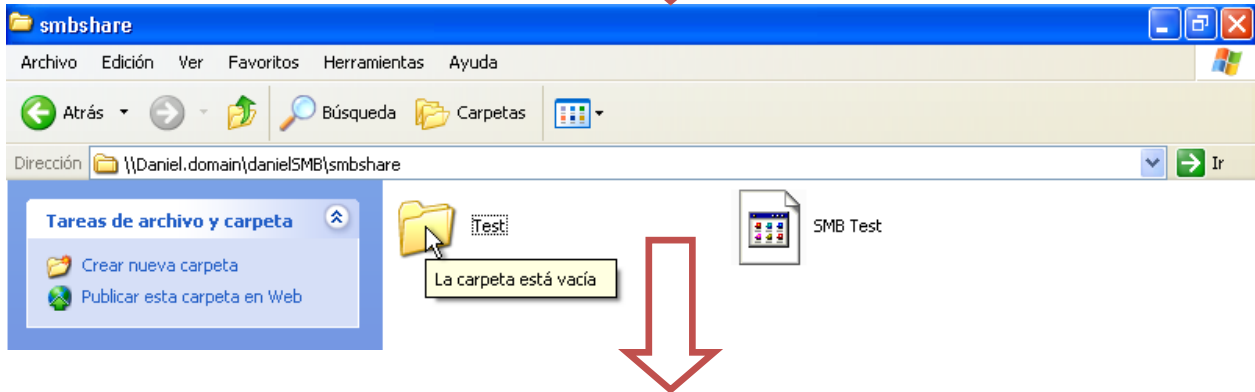 smbshare
Archivo Edición Ver Favoritos Herramientas Ayuda
Atrás Búsqueda Carpetas
Dirección \\Daniel.domain\danielSMB\smbshare Ir
Tareas de archivo y carpeta
Crear nueva carpeta
Publicar esta carpeta en Web
Test
La carpeta está vacía
SMB Test